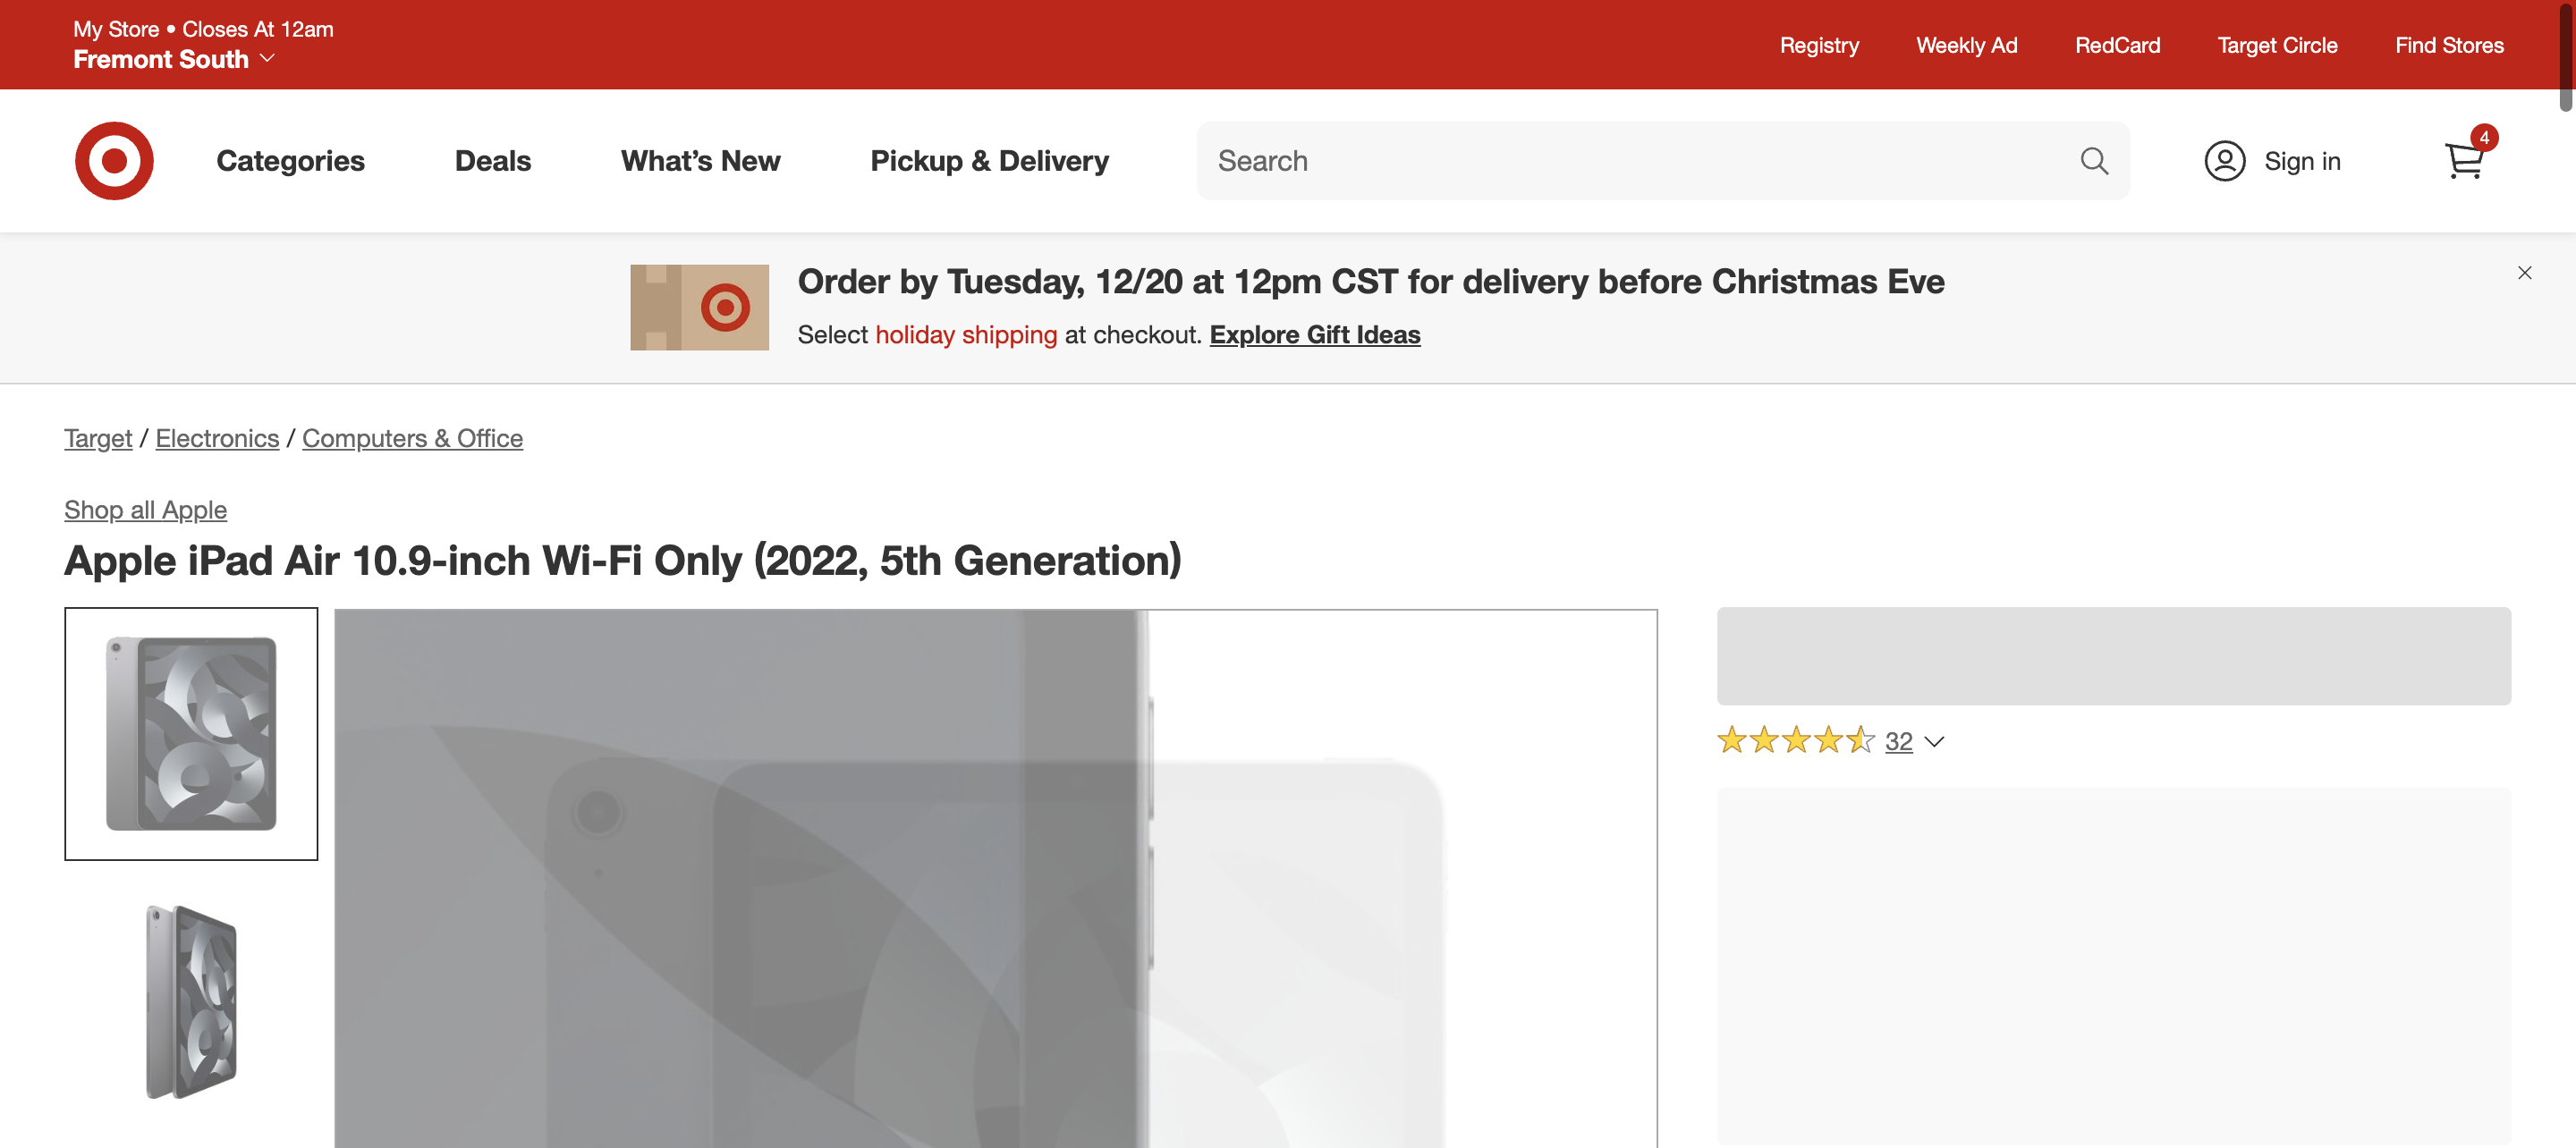 My Store • Closes At 12am
Fremont South
Registry
Weekly Ad
RedCard
Target Circle
Find Stores
Categories
Deals
What's New
Pickup & Delivery
Search
Sign in
4
Order by Tuesday, 12/20 at 12pm CST for delivery before Christmas Eve
Select holiday shipping at checkout. Explore Gift Ideas
Target / Electronics / Computers & Office
Shop all Apple
Apple iPad Air 10.9-inch Wi-Fi Only (2022, 5th Generation)
32